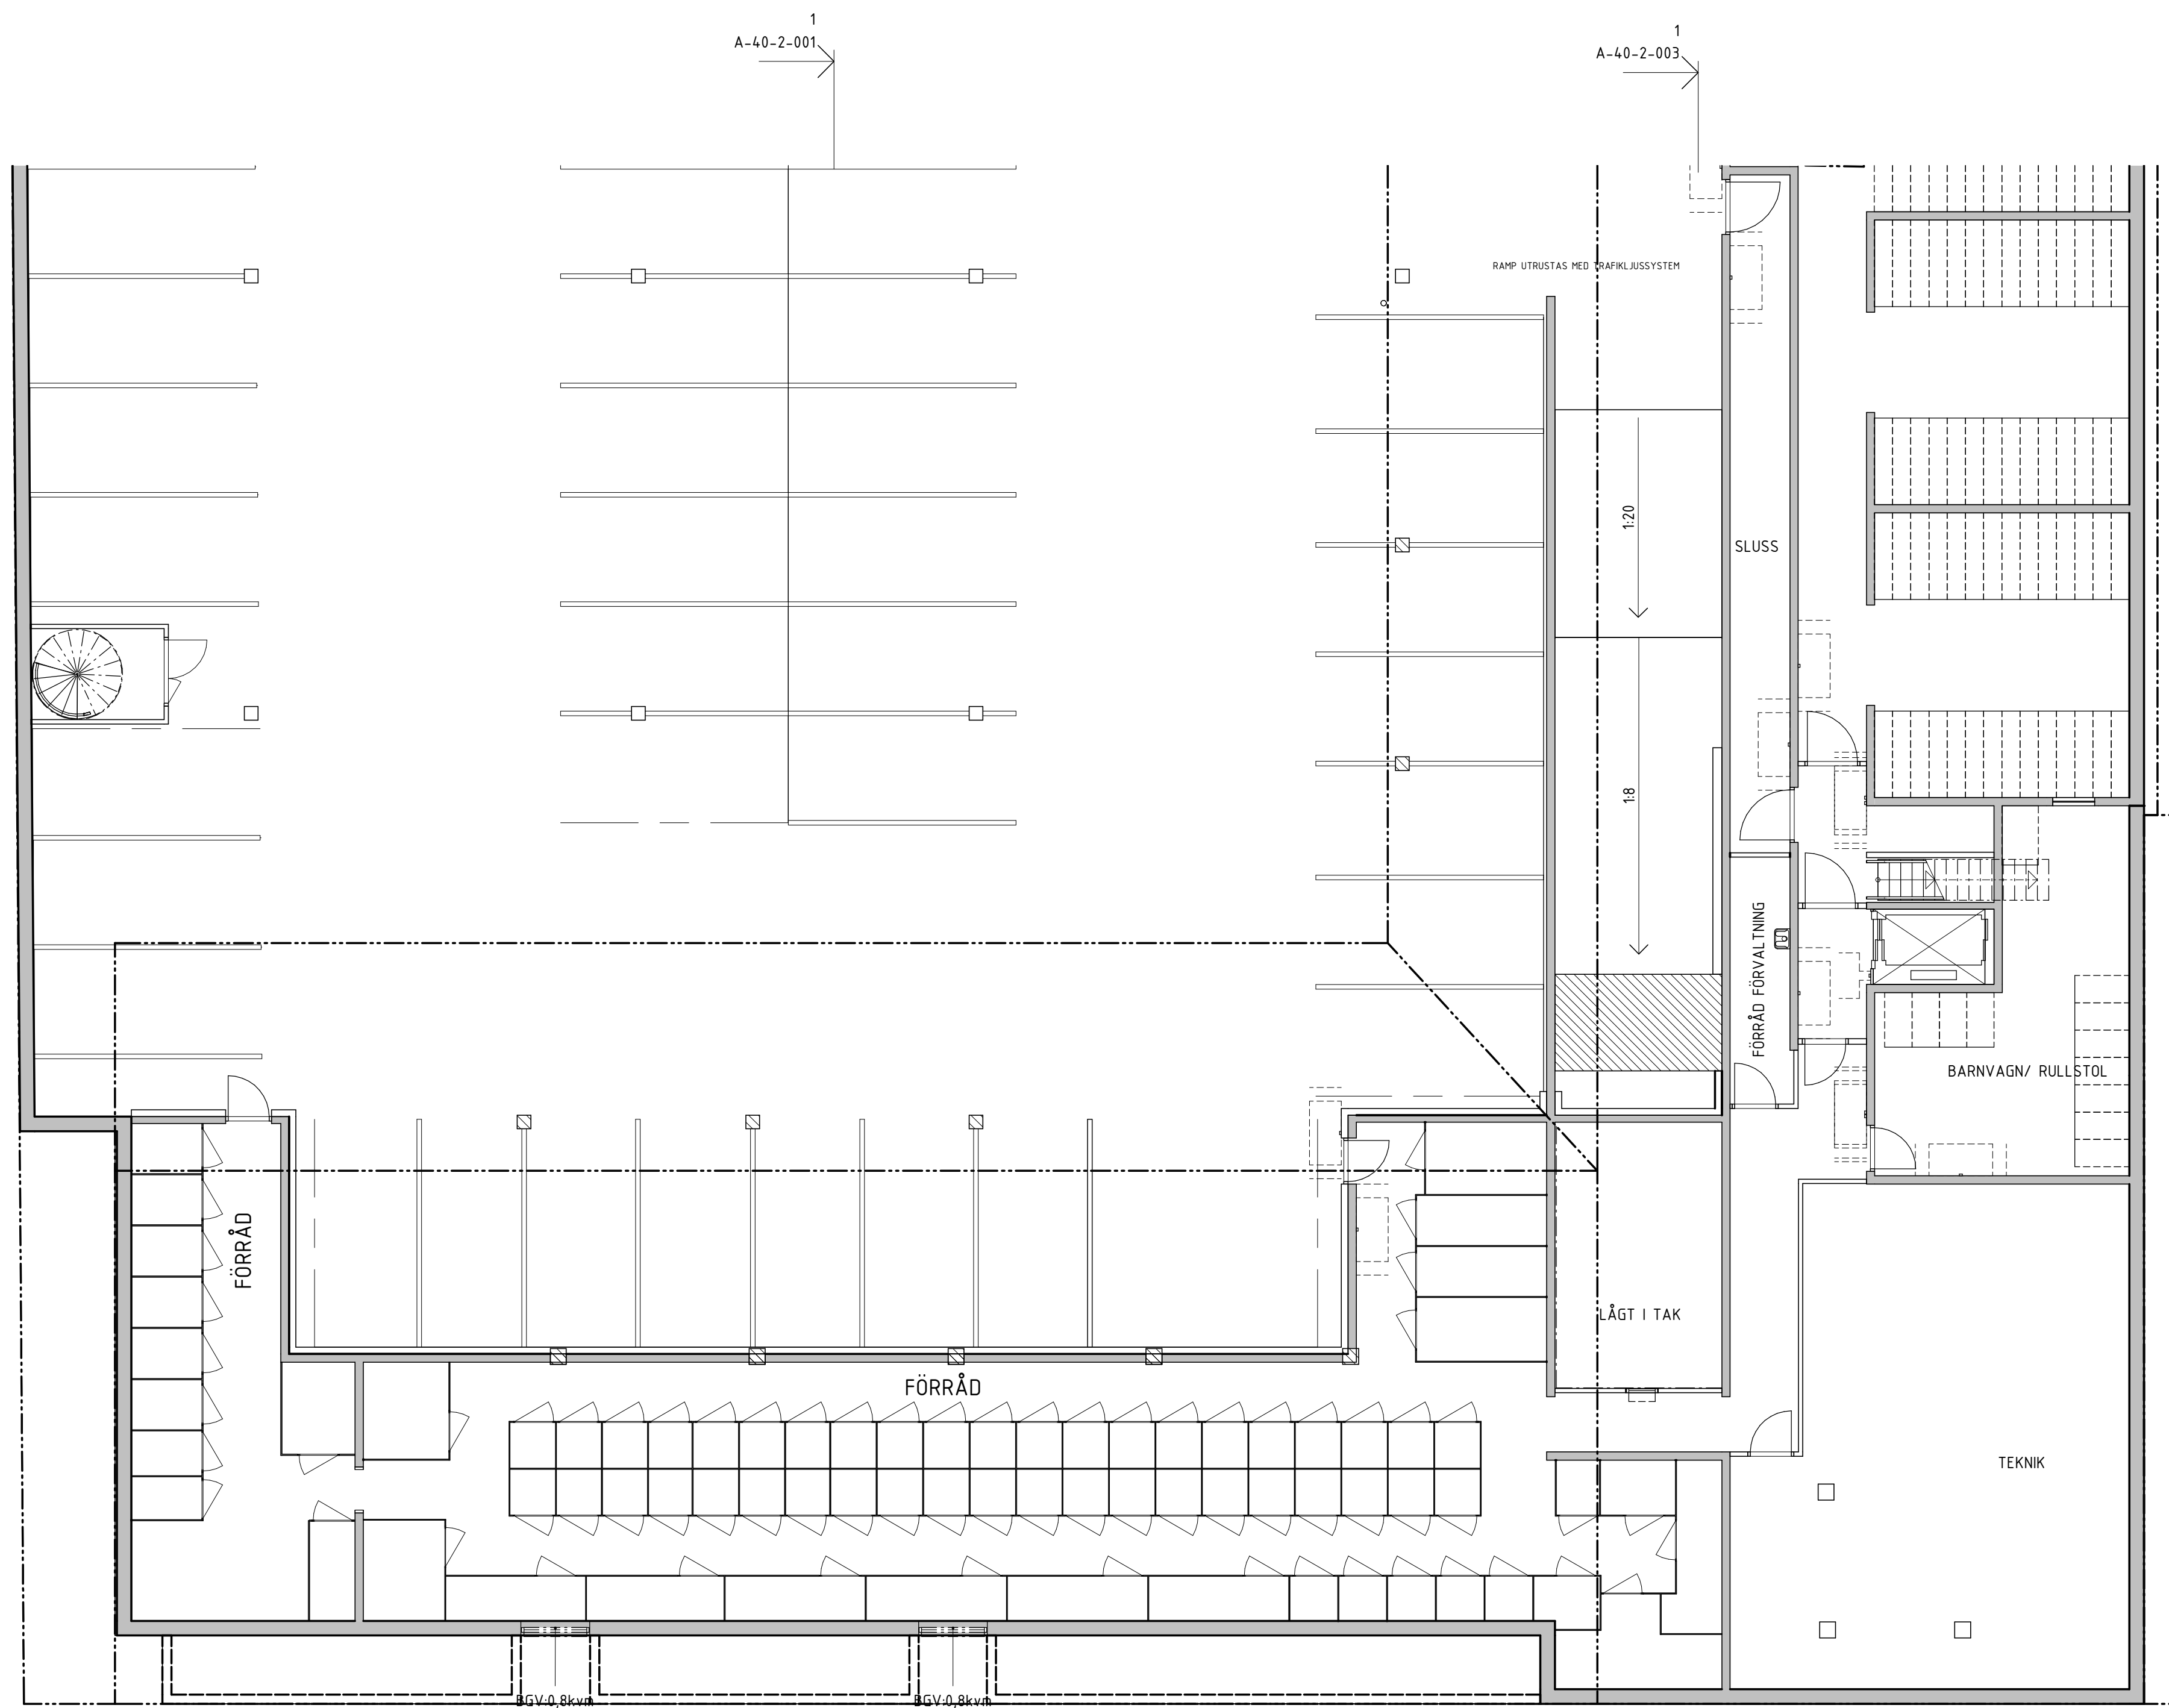 1
A-40-2-001
1
A-40-2-003
RAMP UTRUSTAS MED TRAFIKLJUSSYSTEM
1:20
SLUSS
1:8
FÖRRÅD FÖRVALTNING
BARNVAGN/ RULLSTOL
FÖRRÅD
LÅGT I TAK
FÖRRÅD
TEKNIK
BGV:0,8kvm
BGV:0,8kvm